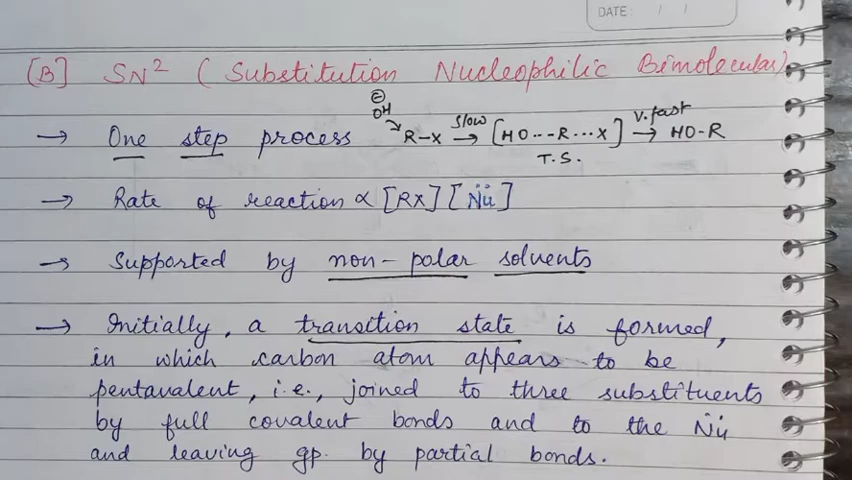 DATE: / /
[B] SN² ( Substitution Nucleophilic Bimolecular)
→ One step process ⊖OH R-X slow→ [HO---R---X] v.fast→ HO-R
T.S.
→ Rate of reaction ∝ [RX] [Nü]
→ Supported by non-polar solvents
→ Initially, a transition state is formed,
in which carbon atom appears to be
pentavalent, i.e., joined to three substituents
by full covalent bonds and to the Nü
and leaving gp. by partial bonds.